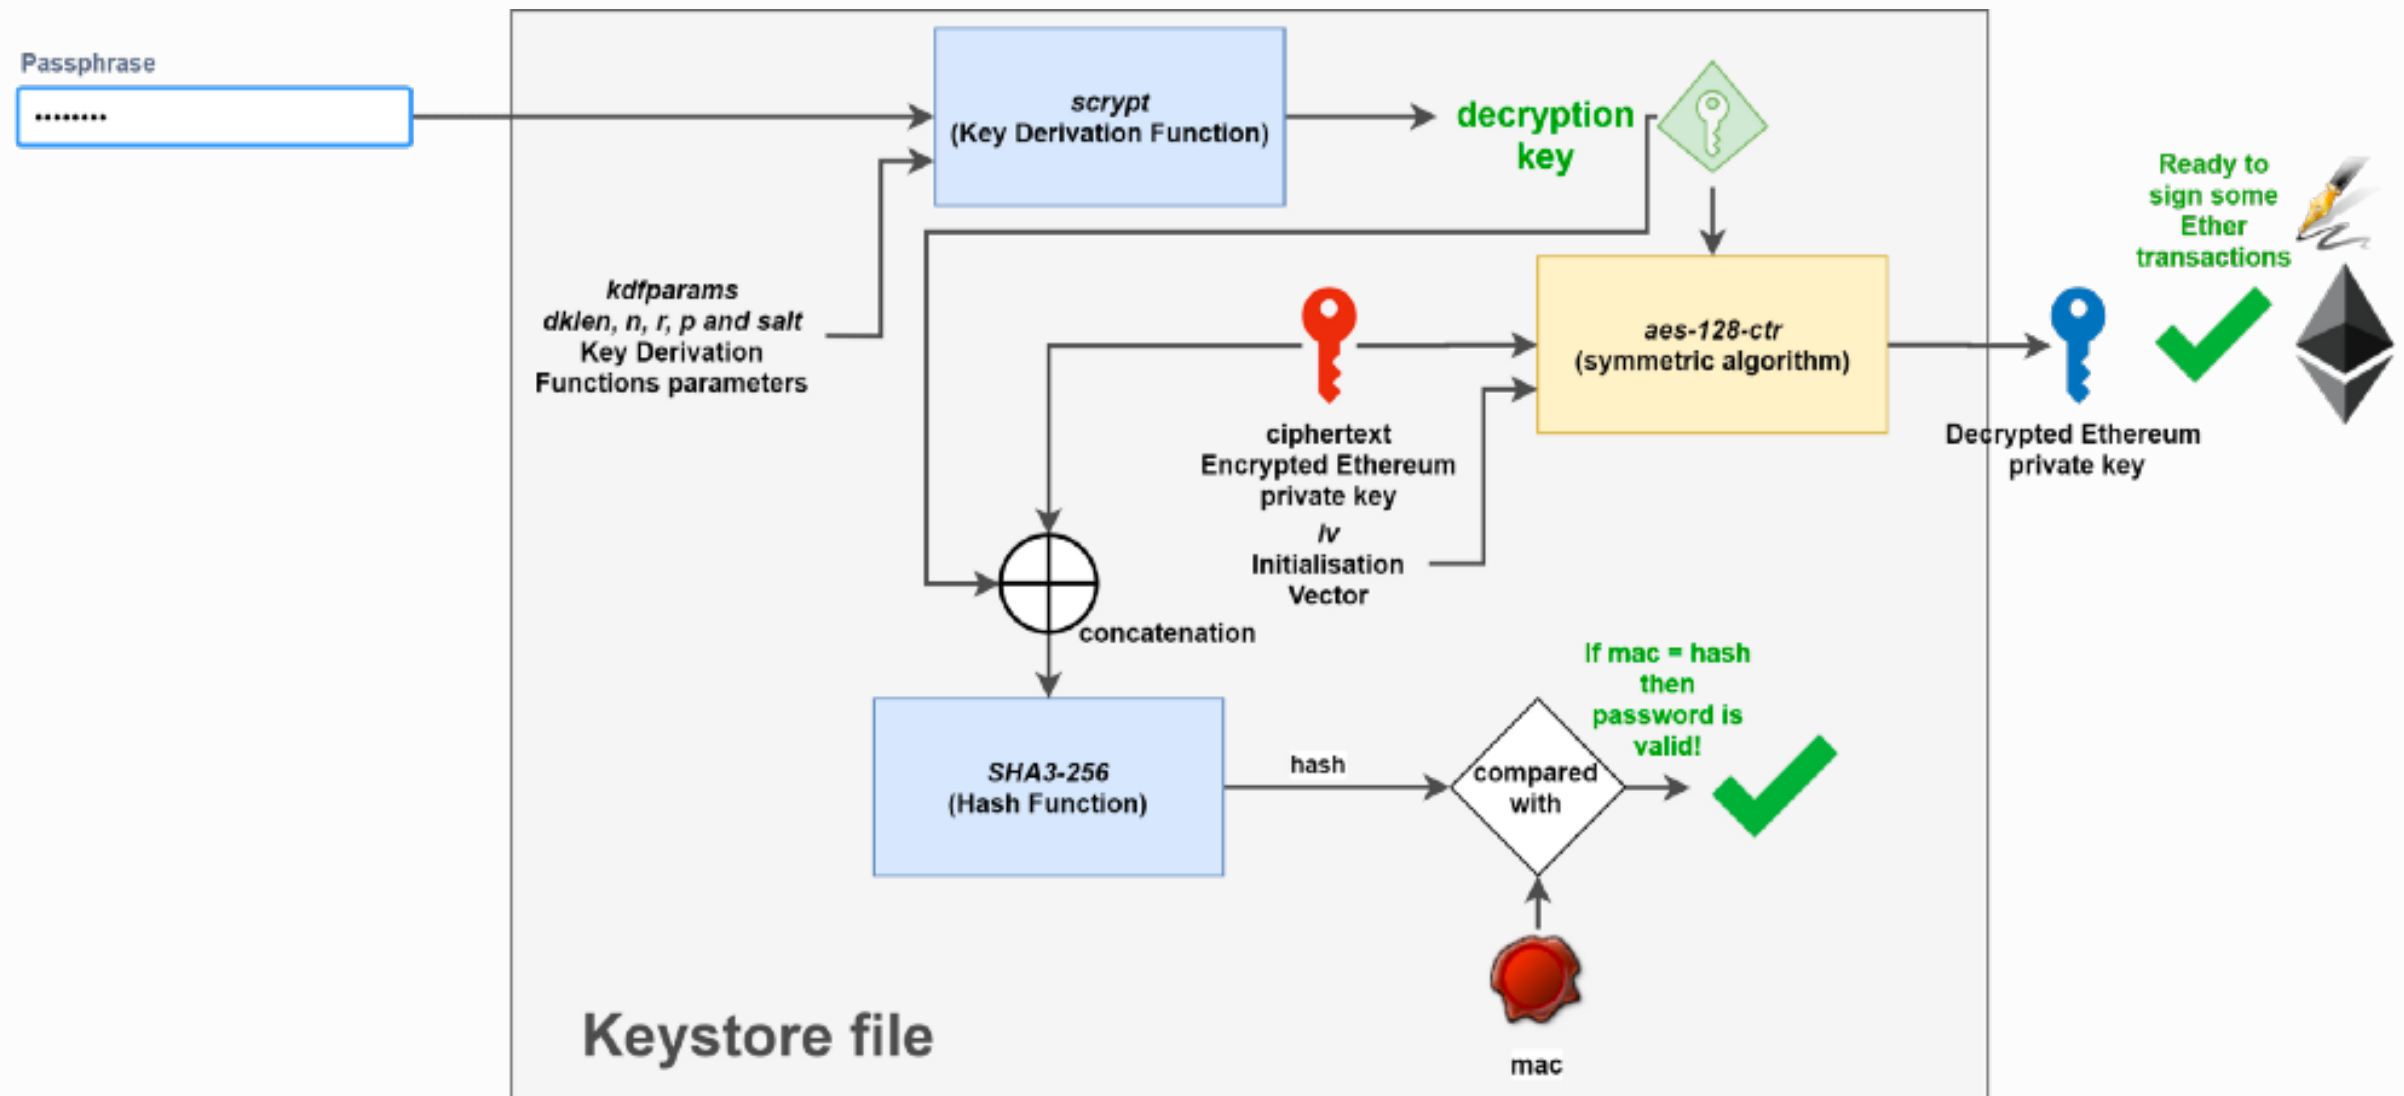 Passphrase
••••••••
scrypt
(Key Derivation Function)
decryption
key
Ready to
sign some
Ether
transactions
kdfparams
dklen, n, r, p and salt
Key Derivation
Functions parameters
aes-128-ctr
(symmetric algorithm)
ciphertext
Encrypted Ethereum
private key
Iv
Initialisation
Vector
Decrypted Ethereum
private key
concatenation
If mac = hash
then
password is
valid!
SHA3-256
(Hash Function)
hash
compared
with
Keystore file
mac